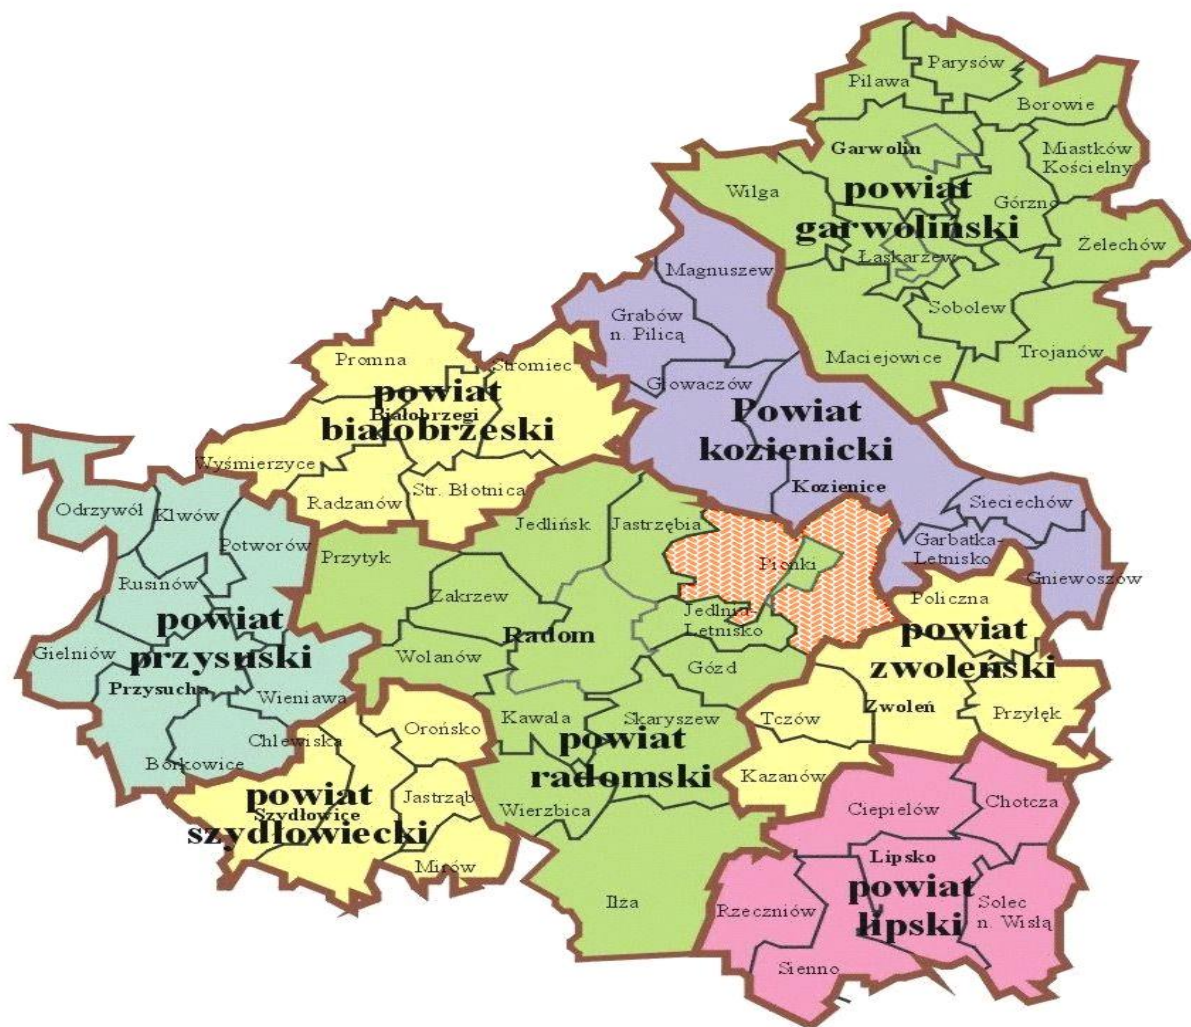 Parysów
Pilawa
Borowie
Garwolin
Miastków
Kościelny
Wilga
powiat
garwoliński
Górzno
Żelechów
Łaskarzew
Sobolew
Maciejowice
Trojanów
Magnuszew
Grabów
n. Pilicą
Głowaczów
Powiat
kozienicki
Kozienice
Sieciechów
Garbatka-
Letnisko
Gniewoszów
Promna
Stromiec
powiat
Białobrzegi
białobrzeski
Wyśmierzyce
Radzanów
Str. Błotnica
Odrzywół
Klwów
Potworów
Rusinów
powiat
przysuski
Gielniów
Przysucha
Wieniawa
Borkowice
Chlewiska
Przytyk
Jedlińsk
Jastrzębia
Pionki
Zakrzew
Radom
Jedlnia-
Letnisko
Wolanów
Gózd
Kawala
Skaryszew
powiat
radomski
Wierzbica
Iłża
Policzna
powiat
zwoleński
Tczów
Zwoleń
Przyłęk
Kazanów
Orońsko
powiat
Szydłowice
szydłowiecki
Jastrząb
Mirów
Ciepielów
Chotcza
Lipsko
powiat
lipski
Rzeczniów
Solec
n. Wisłą
Sienno